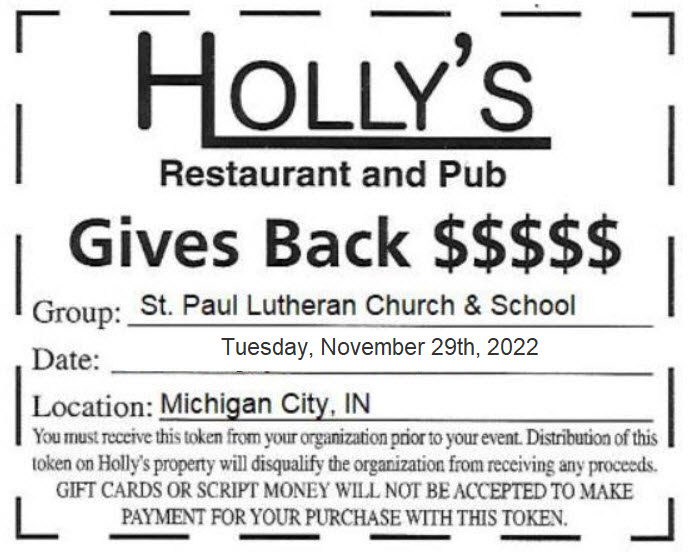 HOLLY'S
Restaurant and Pub
Gives Back $$$$$
Group: St. Paul Lutheran Church & School
Date: Tuesday, November 29th, 2022
Location: Michigan City, IN
You must receive this token from your organization prior to your event. Distribution of this
token on Holly's property will disqualify the organization from receiving any proceeds.
GIFT CARDS OR SCRIPT MONEY WILL NOT BE ACCEPTED TO MAKE
PAYMENT FOR YOUR PURCHASE WITH THIS TOKEN.